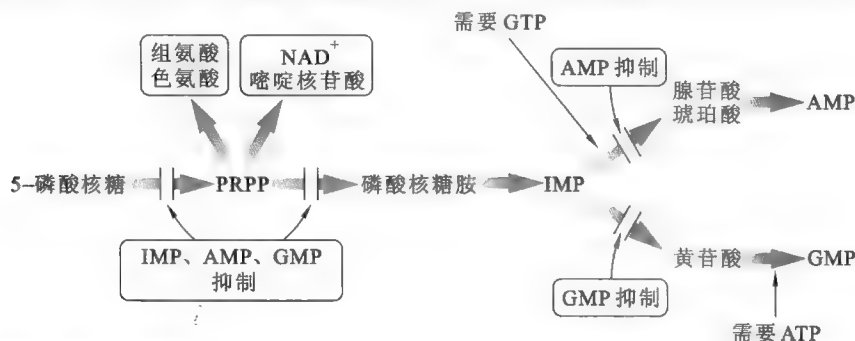 需要 GTP
组氨酸
色氨酸
NAD⁺
嘧啶核苷酸
AMP 抑制
腺苷酸
琥珀酸
AMP
5–磷酸核糖
PRPP
磷酸核糖胺
IMP
IMP、AMP、GMP
抑制
GMP 抑制
黄苷酸
GMP
需要 ATP